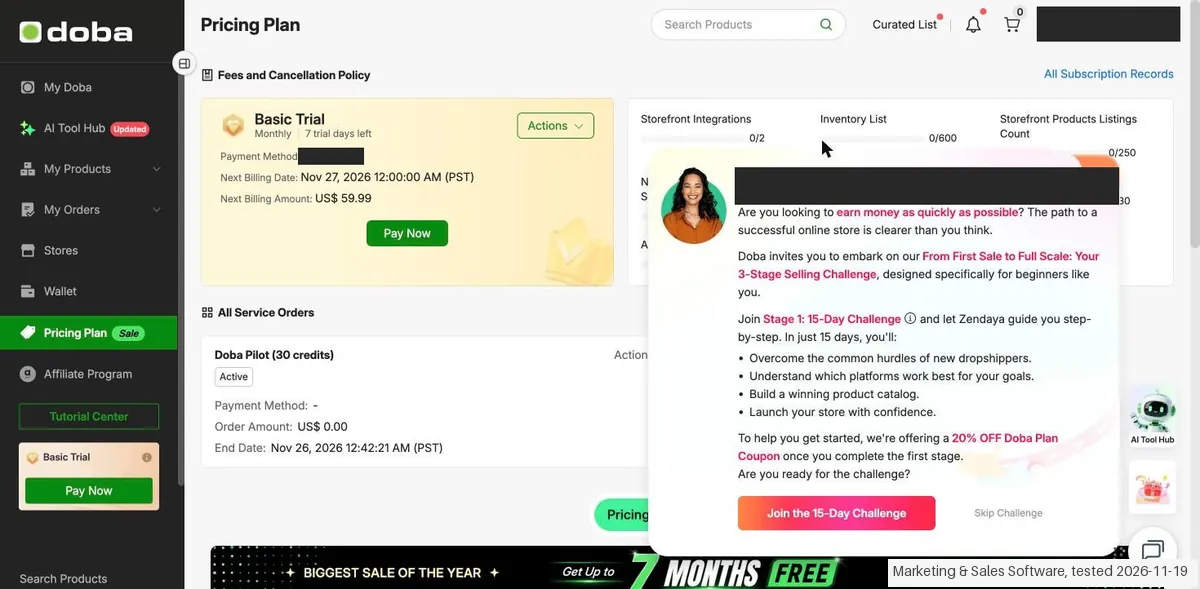 doba
Pricing Plan
Search Products
Curated List
0
My Doba
AI Tool Hub Updated
My Products
My Orders
Stores
Wallet
Pricing Plan Sale
Affiliate Program
Tutorial Center
Basic Trial
Pay Now
Search Products
Fees and Cancellation Policy
All Subscription Records
Basic Trial
Monthly 7 trial days left
Actions
Payment Method
Next Billing Date: Nov 27, 2026 12:00:00 AM (PST)
Next Billing Amount: US$ 59.99
Pay Now
Storefront Integrations
0/2
Inventory List
0/600
Storefront Products Listings
Count
0/250
N
S
30
A
All Service Orders
Doba Pilot (30 credits)
Action
Active
Payment Method: -
Order Amount: US$ 0.00
End Date: Nov 26, 2026 12:42:21 AM (PST)
Pricing
Are you looking to earn money as quickly as possible? The path to a
successful online store is clearer than you think.
Doba invites you to embark on our From First Sale to Full Scale: Your
3-Stage Selling Challenge, designed specifically for beginners like
you.
Join Stage 1: 15-Day Challenge and let Zendaya guide you step-
by-step. In just 15 days, you'll:
• Overcome the common hurdles of new dropshippers.
• Understand which platforms work best for your goals.
• Build a winning product catalog.
• Launch your store with confidence.
To help you get started, we're offering a 20% OFF Doba Plan
Coupon once you complete the first stage.
Are you ready for the challenge?
Join the 15-Day Challenge
Skip Challenge
AI Tool Hub
BIGGEST SALE OF THE YEAR
Get Up to 7 MONTHS FREE
Marketing & Sales Software, tested 2026-11-19